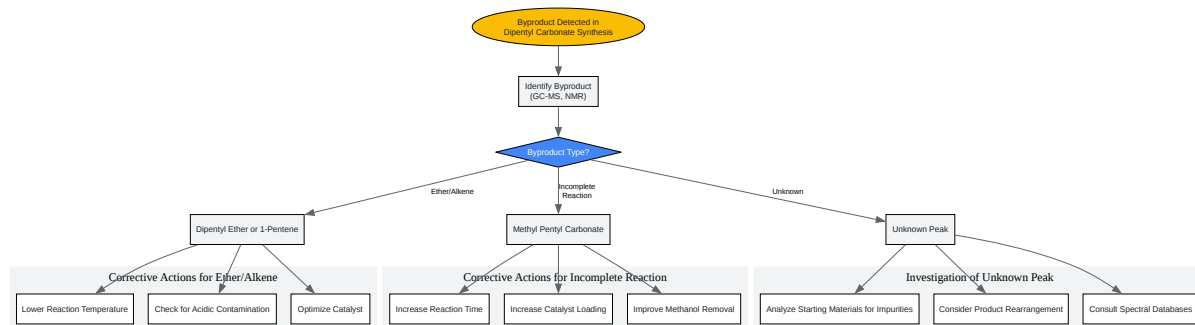 Byproduct Detected in
Dipentyl Carbonate Synthesis
Identify Byproduct
(GC-MS, NMR)
Byproduct Type?
Ether/Alkene
Incomplete
Reaction
Unknown
Dipentyl Ether or 1-Pentene
Methyl Pentyl Carbonate
Unknown Peak
Corrective Actions for Ether/Alkene
Corrective Actions for Incomplete Reaction
Investigation of Unknown Peak
Lower Reaction Temperature
Check for Acidic Contamination
Optimize Catalyst
Increase Reaction Time
Increase Catalyst Loading
Improve Methanol Removal
Analyze Starting Materials for Impurities
Consider Product Rearrangement
Consult Spectral Databases